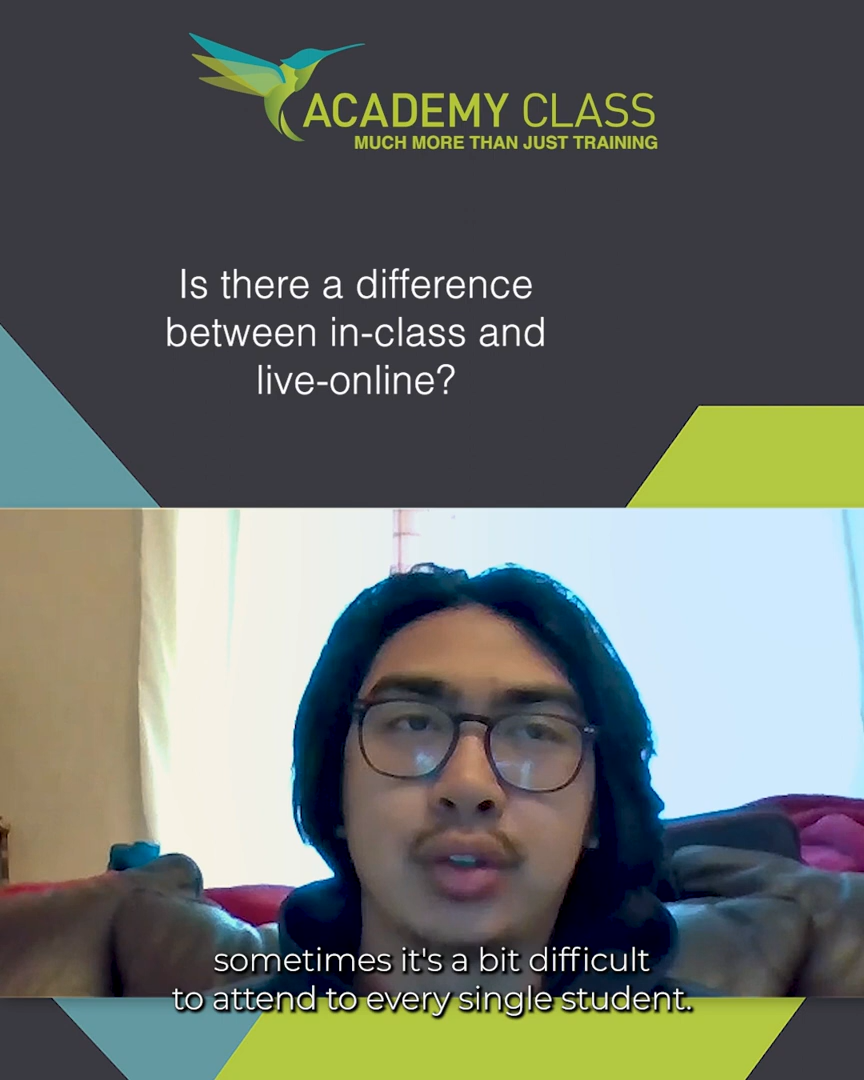 ACADEMY CLASS
MUCH MORE THAN JUST TRAINING
Is there a difference
between in-class and
live-online?
sometimes it's a bit difficult
to attend to every single student.